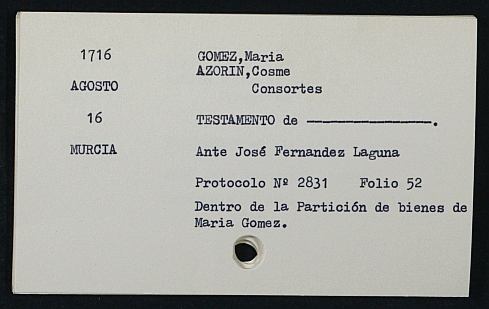 1716
AGOSTO
16
MURCIA
GOMEZ,Maria
AZORIN,Cosme
Consortes
TESTAMENTO de ——————————.
Ante José Fernandez Laguna
Protocolo Nº 2831 Folio 52
Dentro de la Partición de bienes de
Maria Gomez.